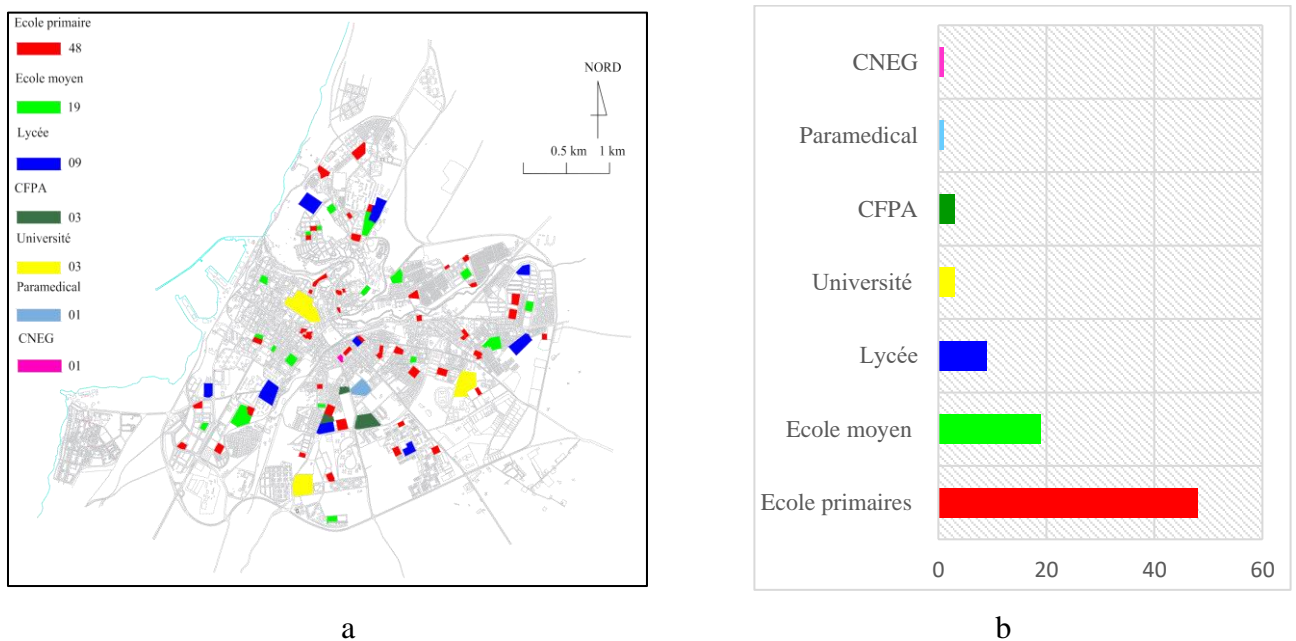 Ecole primaire
48
Ecole moyen
19
Lycée
09
CFPA
03
Université
03
Paramedical
01
CNEG
01
NORD
0.5 km 1 km
a
CNEG
Paramedical
CFPA
Université
Lycée
Ecole moyen
Ecole primaires
0 20 40 60
b